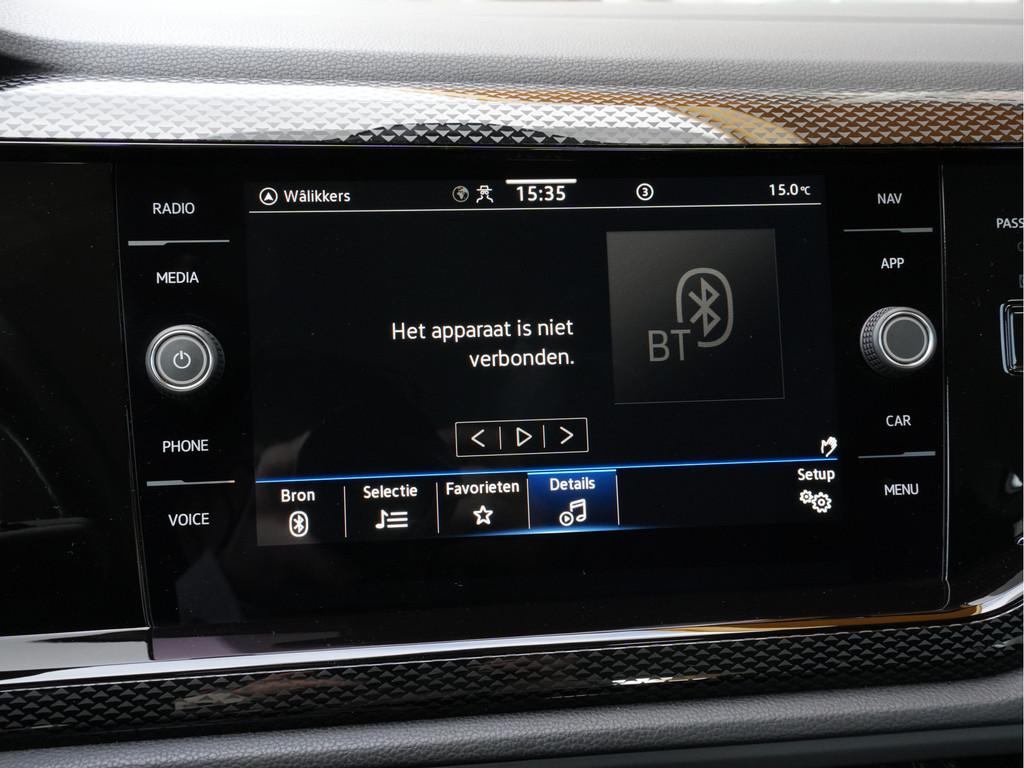 Wâlikkers 15:35 3 15.0°C
RADIO
MEDIA
PHONE
VOICE
Het apparaat is niet
verbonden.
BT
Bron Selectie Favorieten Details Setup
NAV
APP
CAR
MENU
PASS